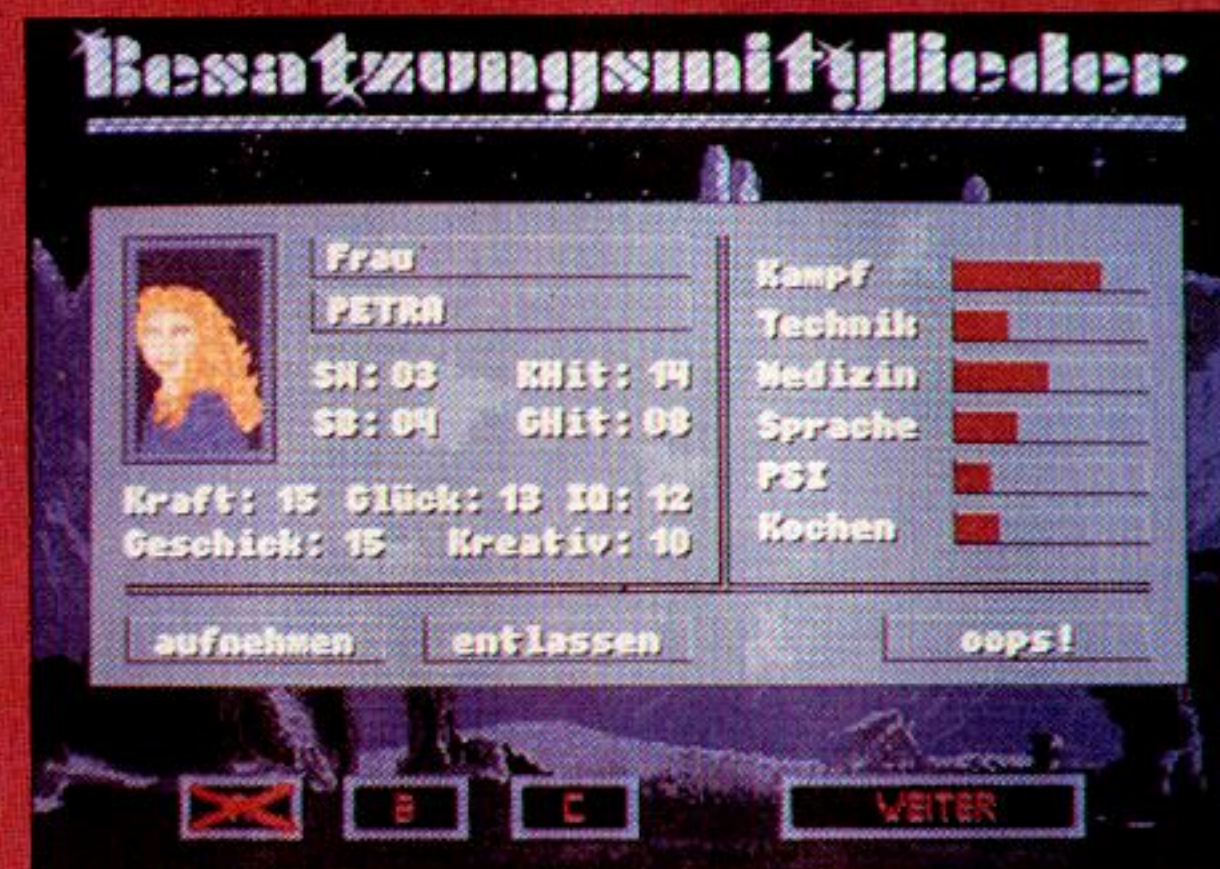 Besatzungsmitglieder
Frau
PETRA
SN: 03 KHit: 14
SB: 04 GHit: 08
Kraft: 15 Glück: 13 IQ: 12
Geschick: 15 Kreativ: 10
Kampf
Technik
Medizin
Sprache
PSI
Kochen
aufnehmen entlassen oops!
B C WEITER